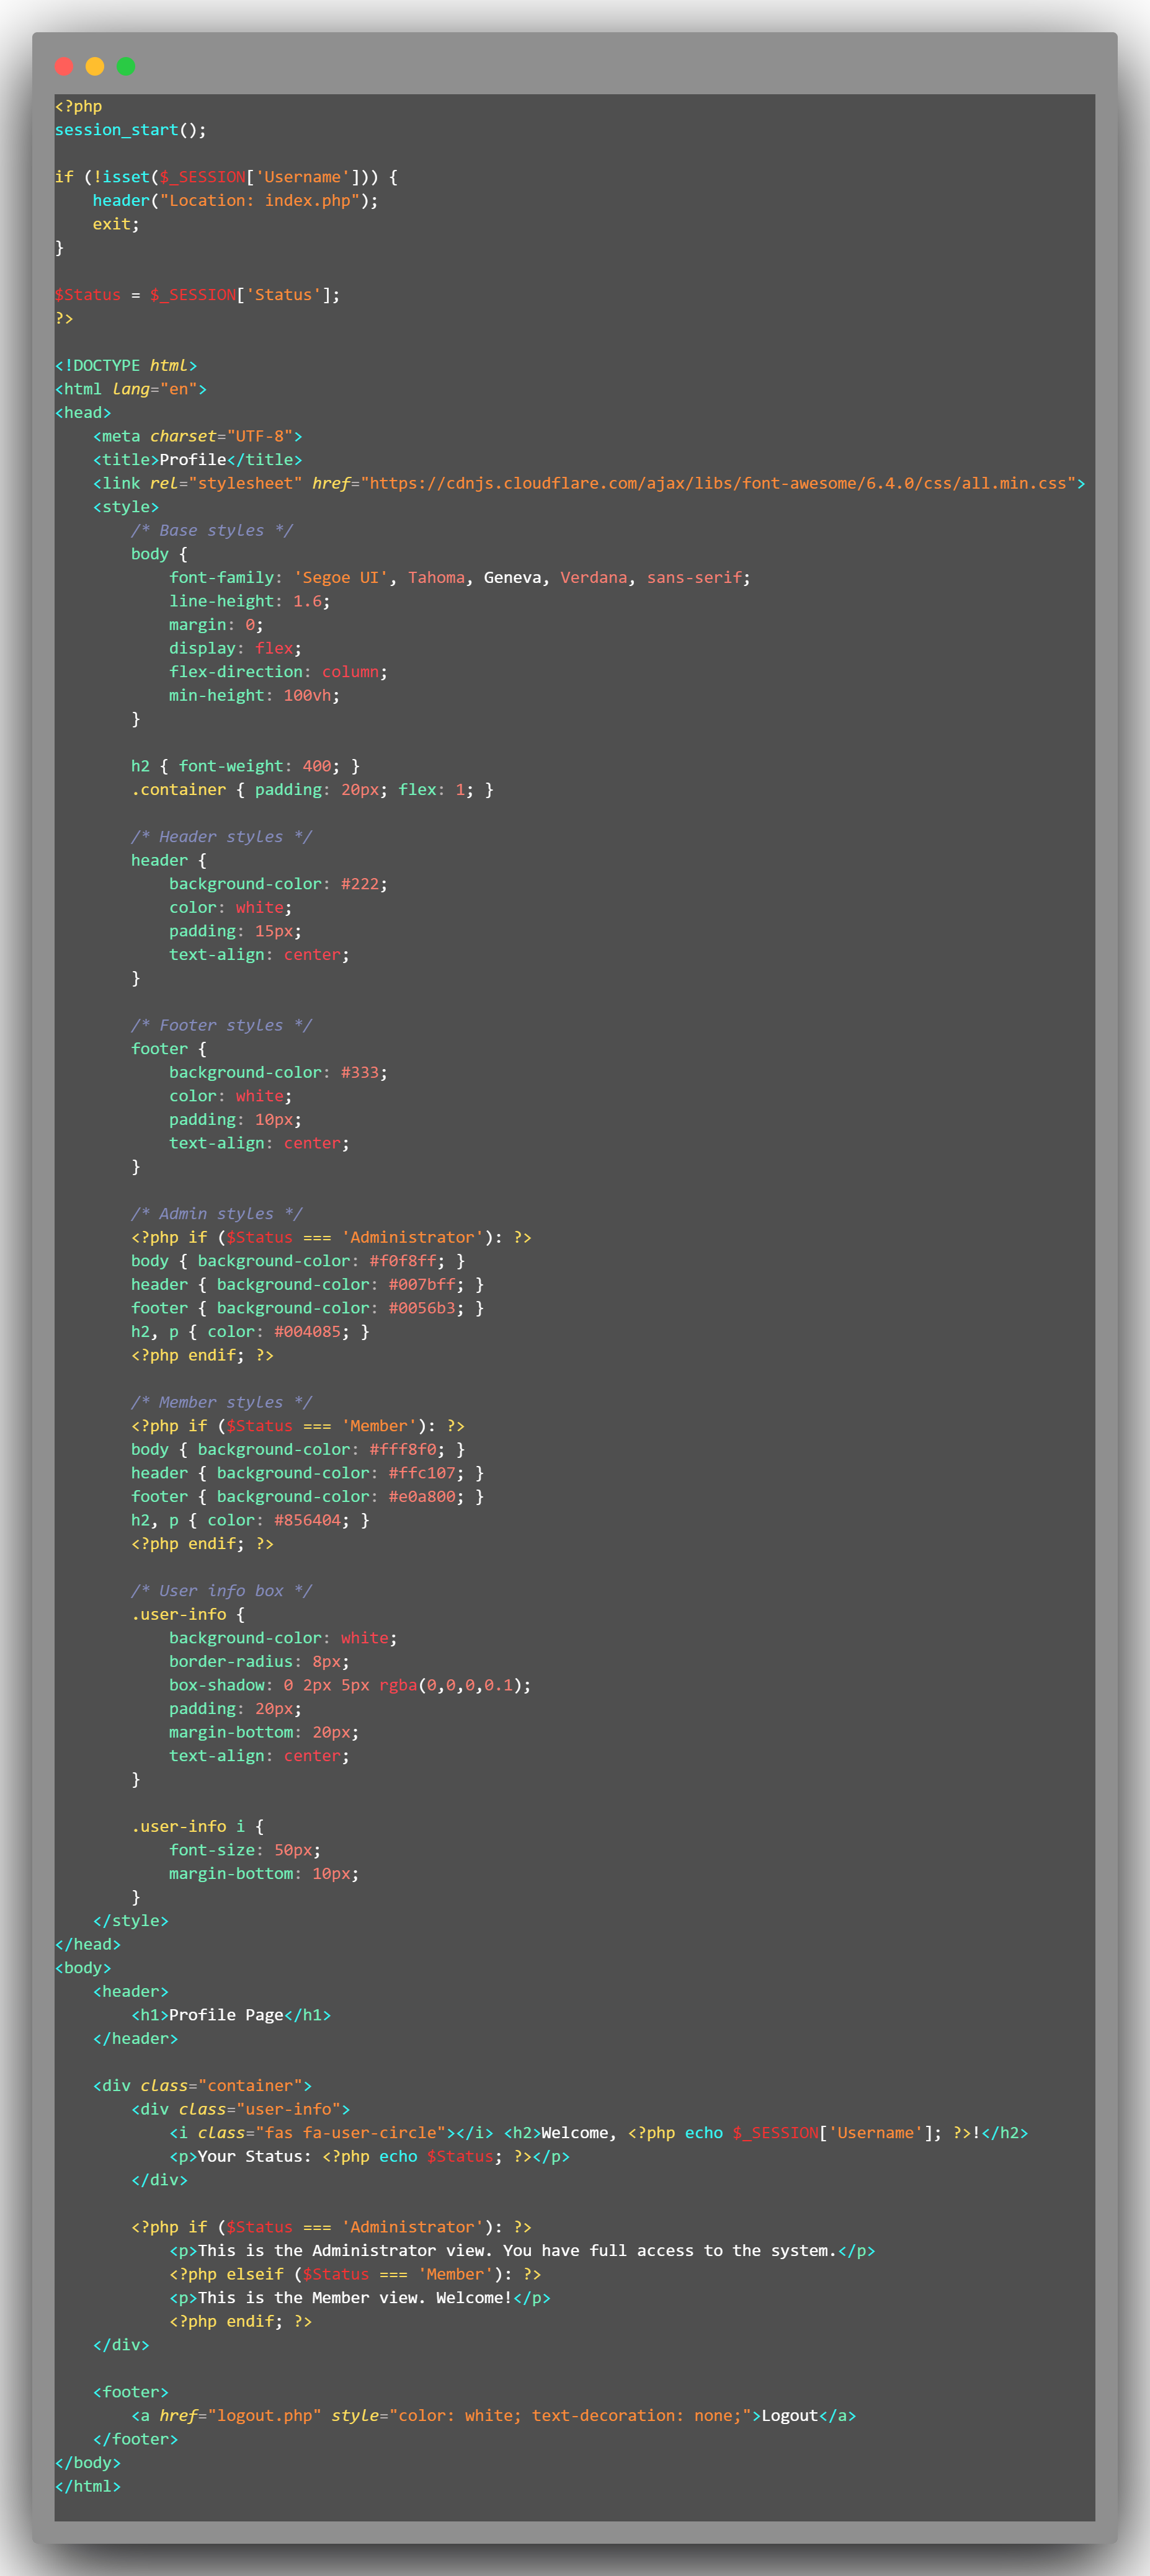 <?php
session_start();

if (!isset($_SESSION['Username'])) {
    header("Location: index.php");
    exit;
}

$Status = $_SESSION['Status'];
?>

<!DOCTYPE html>
<html lang="en">
<head>
    <meta charset="UTF-8">
    <title>Profile</title>
    <link rel="stylesheet" href="https://cdnjs.cloudflare.com/ajax/libs/font-awesome/6.4.0/css/all.min.css">
    <style>
        /* Base styles */
        body {
            font-family: 'Segoe UI', Tahoma, Geneva, Verdana, sans-serif;
            line-height: 1.6;
            margin: 0;
            display: flex;
            flex-direction: column;
            min-height: 100vh;
        }

        h2 { font-weight: 400; }
        .container { padding: 20px; flex: 1; }

        /* Header styles */
        header {
            background-color: #222;
            color: white;
            padding: 15px;
            text-align: center;
        }

        /* Footer styles */
        footer {
            background-color: #333;
            color: white;
            padding: 10px;
            text-align: center;
        }

        /* Admin styles */
        <?php if ($Status === 'Administrator'): ?>
        body { background-color: #f0f8ff; }
        header { background-color: #007bff; }
        footer { background-color: #0056b3; }
        h2, p { color: #004085; }
        <?php endif; ?>

        /* Member styles */
        <?php if ($Status === 'Member'): ?>
        body { background-color: #fff8f0; }
        header { background-color: #ffc107; }
        footer { background-color: #e0a800; }
        h2, p { color: #856404; }
        <?php endif; ?>

        /* User info box */
        .user-info {
            background-color: white;
            border-radius: 8px;
            box-shadow: 0 2px 5px rgba(0,0,0,0.1);
            padding: 20px;
            margin-bottom: 20px;
            text-align: center;
        }

        .user-info i {
            font-size: 50px;
            margin-bottom: 10px;
        }
    </style>
</head>
<body>
    <header>
        <h1>Profile Page</h1>
    </header>

    <div class="container">
        <div class="user-info">
            <i class="fas fa-user-circle"></i> <h2>Welcome, <?php echo $_SESSION['Username']; ?>!</h2>
            <p>Your Status: <?php echo $Status; ?></p>
        </div>

        <?php if ($Status === 'Administrator'): ?>
            <p>This is the Administrator view. You have full access to the system.</p>
            <?php elseif ($Status === 'Member'): ?>
            <p>This is the Member view. Welcome!</p>
            <?php endif; ?>
    </div>

    <footer>
        <a href="logout.php" style="color: white; text-decoration: none;">Logout</a>
    </footer>
</body>
</html>